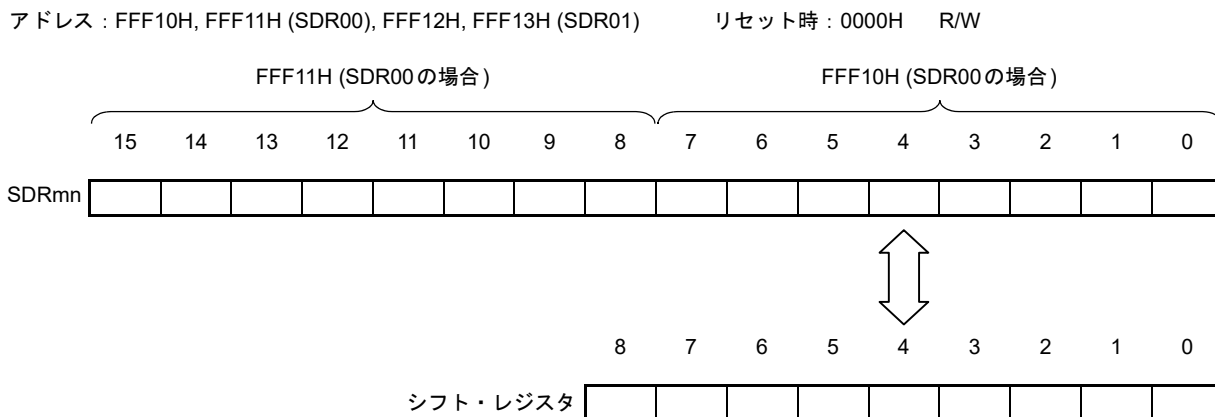 アドレス：FFF10H, FFF11H (SDR00), FFF12H, FFF13H (SDR01) リセット時：0000H R/W
FFF11H (SDR00の場合) FFF10H (SDR00の場合)
15 14 13 12 11 10 9 8 7 6 5 4 3 2 1 0
SDRmn
8 7 6 5 4 3 2 1 0
シフト・レジスタ